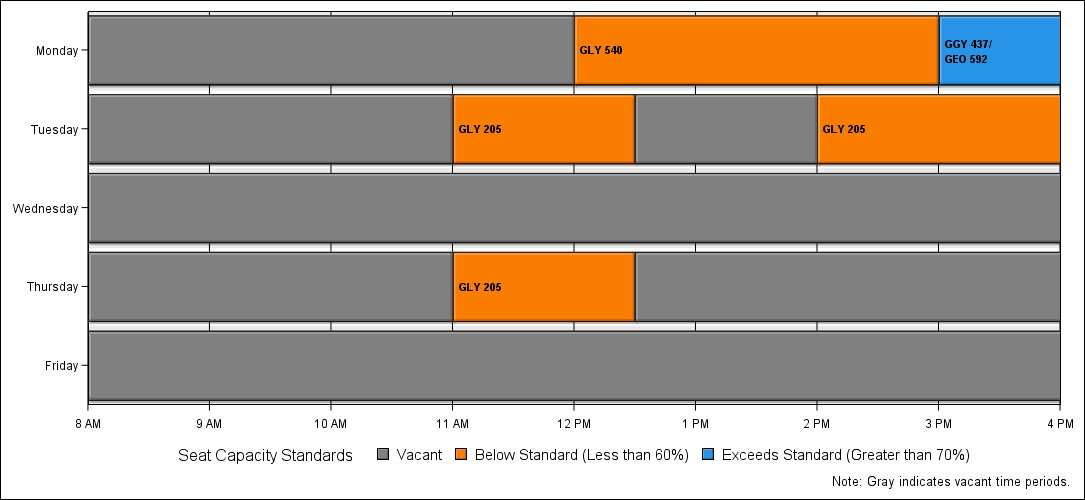 Monday
GLY 540
GGY 437/
GEO 592
Tuesday
GLY 205
GLY 205
Wednesday
Thursday
GLY 205
Friday
8 AM 9 AM 10 AM 11 AM 12 PM 1 PM 2 PM 3 PM 4 PM
Seat Capacity Standards Vacant Below Standard (Less than 60%) Exceeds Standard (Greater than 70%)
Note: Gray indicates vacant time periods.